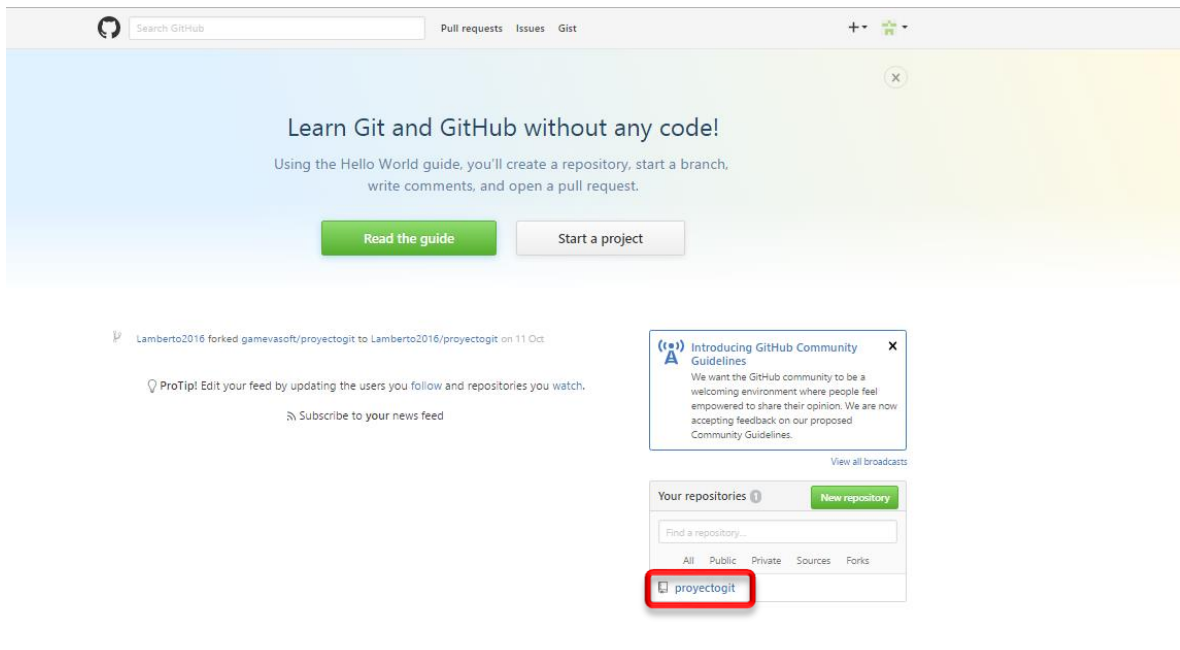 Search GitHub
Pull requests Issues Gist
Learn Git and GitHub without any code!
Using the Hello World guide, you'll create a repository, start a branch,
write comments, and open a pull request.
Read the guide
Start a project
Lamberto2016 forked gamevasoft/proyectogit to Lamberto2016/proyectogit on 11 Oct
ProTip! Edit your feed by updating the users you follow and repositories you watch.
Subscribe to your news feed
Introducing GitHub Community
Guidelines
We want the GitHub community to be a
welcoming environment where people feel
empowered to share their opinion. We are now
accepting feedback on our proposed
Community Guidelines.
View all broadcasts
Your repositories 1
New repository
Find a repository...
All Public Private Sources Forks
proyectogit